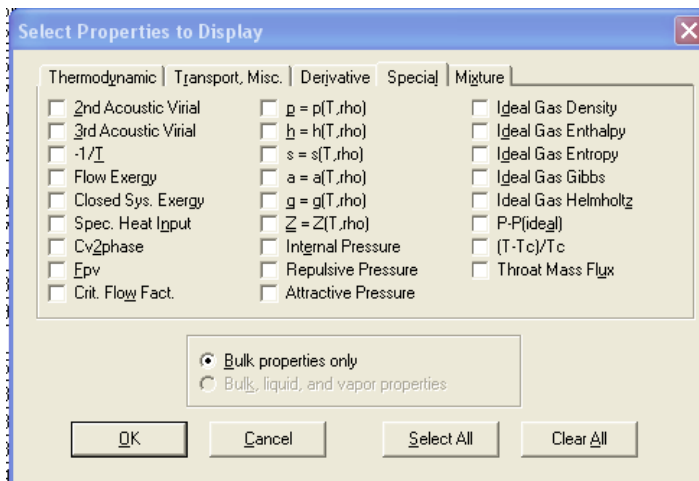 Select Properties to Display
Thermodynamic Transport, Misc. Derivative Special Mixture
2nd Acoustic Virial
3rd Acoustic Virial
-1/T
Flow Exergy
Closed Sys. Exergy
Spec. Heat Input
Cv2phase
Fpv
Crit. Flow Fact.
p = p(T,rho)
h = h(T,rho)
s = s(T,rho)
a = a(T,rho)
g = g(T,rho)
Z = Z(T,rho)
Internal Pressure
Repulsive Pressure
Attractive Pressure
Ideal Gas Density
Ideal Gas Enthalpy
Ideal Gas Entropy
Ideal Gas Gibbs
Ideal Gas Helmholtz
P-P(ideal)
(T-Tc)/Tc
Throat Mass Flux
Bulk properties only
Bulk, liquid, and vapor properties
OK Cancel Select All Clear All